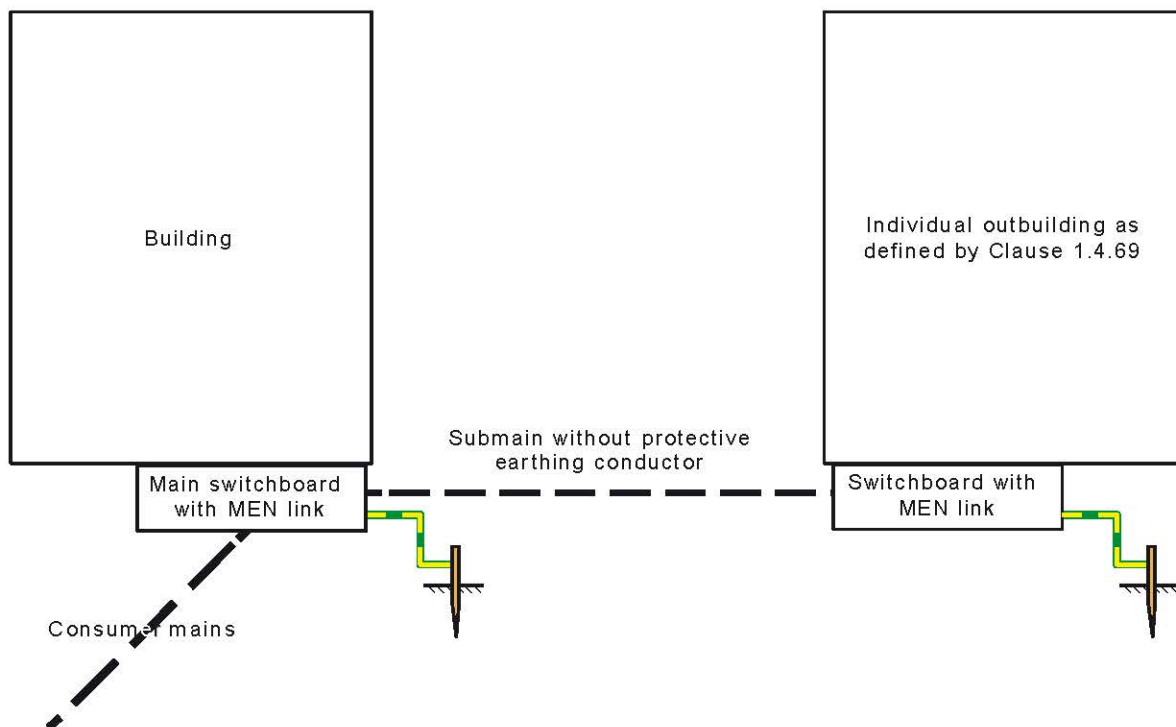 Building
Individual outbuilding as
defined by Clause 1.4.69
Submain without protective
earthing conductor
Main switchboard
with MEN link
Switchboard with
MEN link
Consumer mains